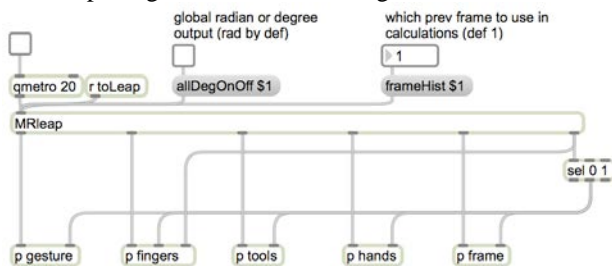 global radian or degree
output (rad by def)
which prev frame to use in
calculations (def 1)
1
qmetro 20
r toLeap
allDegOnOff $1
frameHist $1
MRleap
sel 0 1
p gesture
p fingers
p tools
p hands
p frame